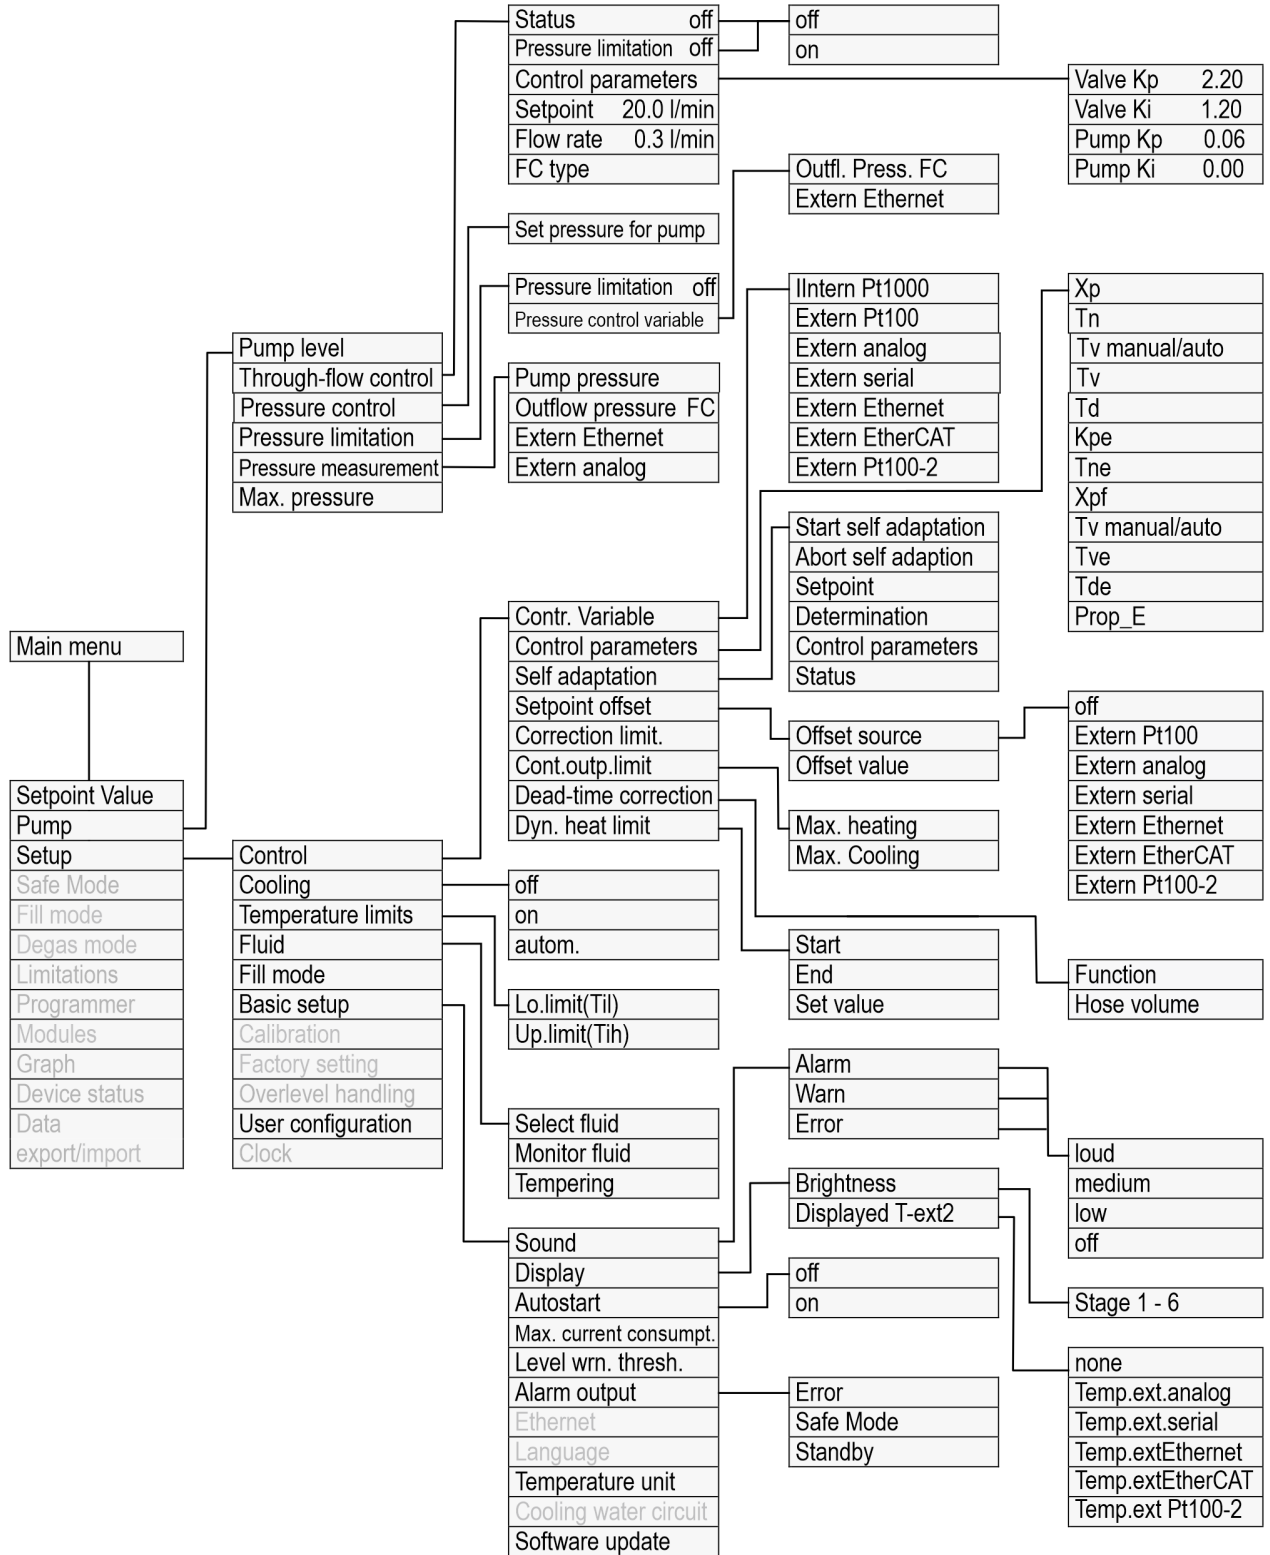 Main menu
Setpoint Value
Pump
Setup
Safe Mode
Fill mode
Degas mode
Limitations
Programmer
Modules
Graph
Device status
Data
export/import
Pump level
Through-flow control
Pressure control
Pressure limitation
Pressure measurement
Max. pressure
Control
Cooling
Temperature limits
Fluid
Fill mode
Basic setup
Calibration
Factory setting
Overlevel handling
User configuration
Clock
Status off
Pressure limitation off
Control parameters
Setpoint 20.0 l/min
Flow rate 0.3 l/min
FC type
Set pressure for pump
Pressure limitation off
Pressure control variable
Pump pressure
Outflow pressure FC
Extern Ethernet
Extern analog
Contr. Variable
Control parameters
Self adaptation
Setpoint offset
Correction limit.
Cont.outp.limit
Dead-time correction
Dyn. heat limit
off
on
autom.
Lo.limit(Til)
Up.limit(Tih)
Select fluid
Monitor fluid
Tempering
Sound
Display
Autostart
Max. current consumpt.
Level wrn. thresh.
Alarm output
Ethernet
Language
Temperature unit
Cooling water circuit
Software update
off
on
Outfl. Press. FC
Extern Ethernet
IIntern Pt1000
Extern Pt100
Extern analog
Extern serial
Extern Ethernet
Extern EtherCAT
Extern Pt100-2
Start self adaptation
Abort self adaption
Setpoint
Determination
Control parameters
Status
Offset source
Offset value
Max. heating
Max. Cooling
Start
End
Set value
Alarm
Warn
Error
Brightness
Displayed T-ext2
off
on
Error
Safe Mode
Standby
Valve Kp 2.20
Valve Ki 1.20
Pump Kp 0.06
Pump Ki 0.00
Xp
Tn
Tv manual/auto
Tv
Td
Kpe
Tne
Xpf
Tv manual/auto
Tve
Tde
Prop_E
off
Extern Pt100
Extern analog
Extern serial
Extern Ethernet
Extern EtherCAT
Extern Pt100-2
Function
Hose volume
loud
medium
low
off
Stage 1 - 6
none
Temp.ext.analog
Temp.ext.serial
Temp.extEthernet
Temp.extEtherCAT
Temp.ext Pt100-2